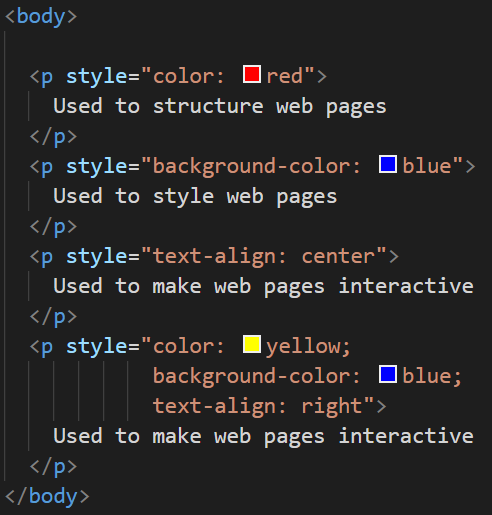 <body>
<p style="color: red">
Used to structure web pages
</p>
<p style="background-color: blue">
Used to style web pages
</p>
<p style="text-align: center">
Used to make web pages interactive
</p>
<p style="color: yellow;
background-color: blue;
text-align: right">
Used to make web pages interactive
</p>
</body>